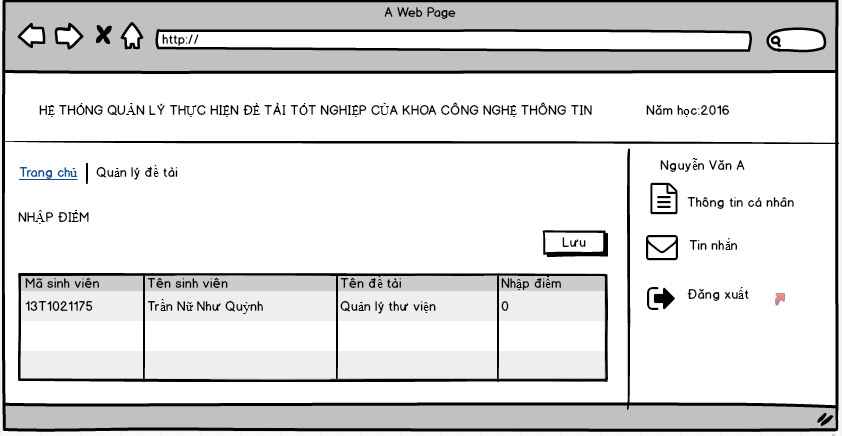 A Web Page
http://
HỆ THỐNG QUẢN LÝ THỰC HIỆN ĐỀ TÀI TỐT NGHIỆP CỦA KHOA CÔNG NGHỆ THÔNG TIN
Năm học:2016
Trang chủ
Quản lý đề tài
NHẬP ĐIỂM
Lưu
Mã sinh viên Tên sinh viên Tên đề tài Nhập điểm
13T1021175 Trần Nữ Như Quỳnh Quản lý thư viện 0
Nguyễn Văn A
Thông tin cá nhân
Tin nhắn
Đăng xuất